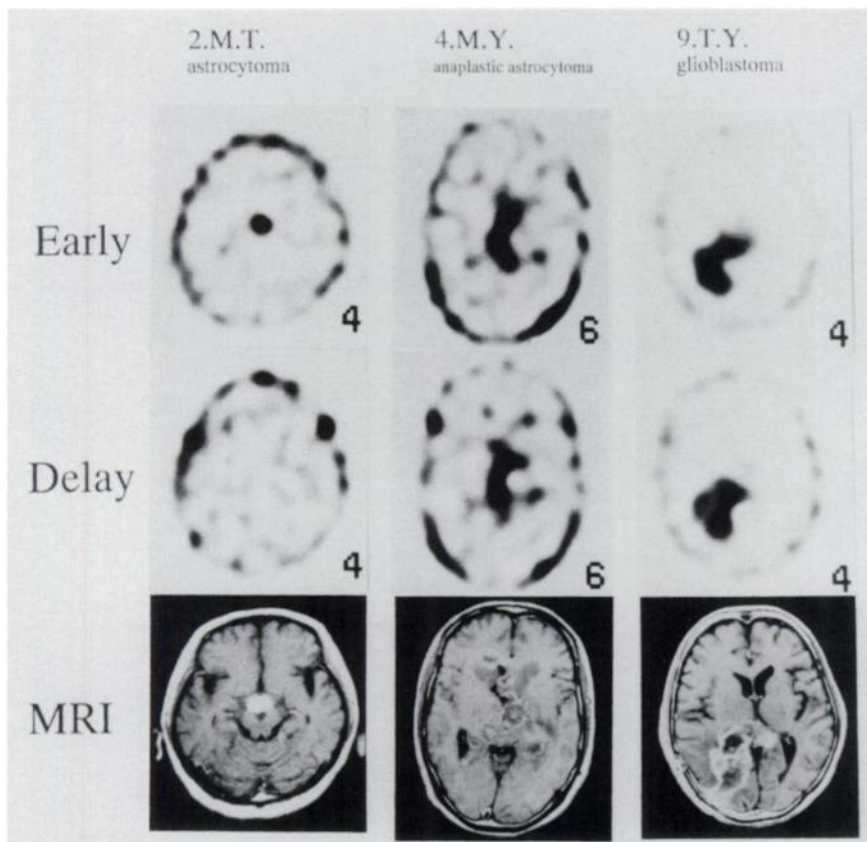 2.M.T. 4.M.Y. 9.T.Y.
astrocytoma anaplastic astrocytoma glioblastoma
Early
4 6 4
Delay
4 6 4
MRI